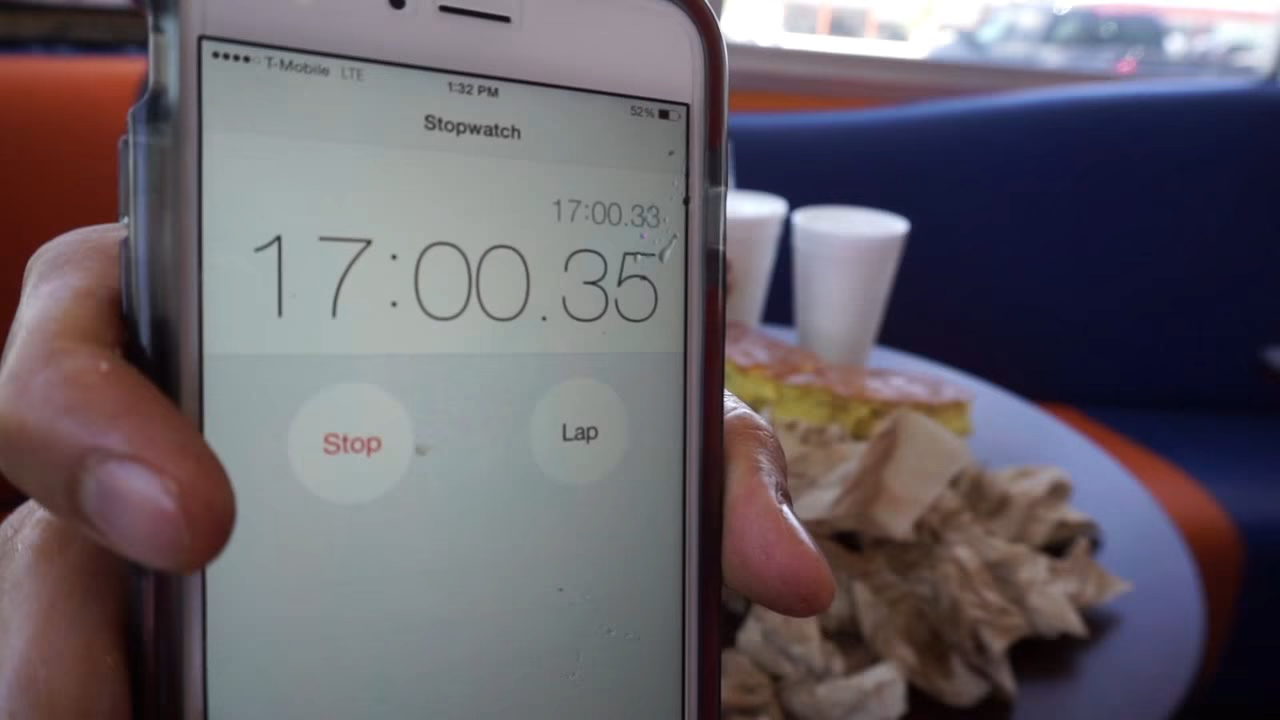 T-Mobile LTE
1:32 PM
52%
Stopwatch
17:00.33
17:00.35
Stop
Lap